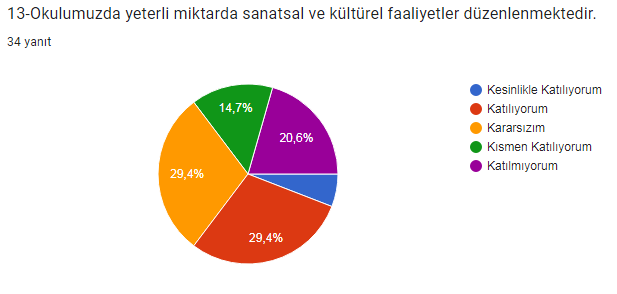 13-Okulumuzda yeterli miktarda sanatsal ve kültürel faaliyetler düzenlenmektedir.
34 yanıt
14,7%
20,6%
29,4%
29,4%
Kesinlikle Katılıyorum
Katılıyorum
Kararsızım
Kısmen Katılıyorum
Katılmıyorum